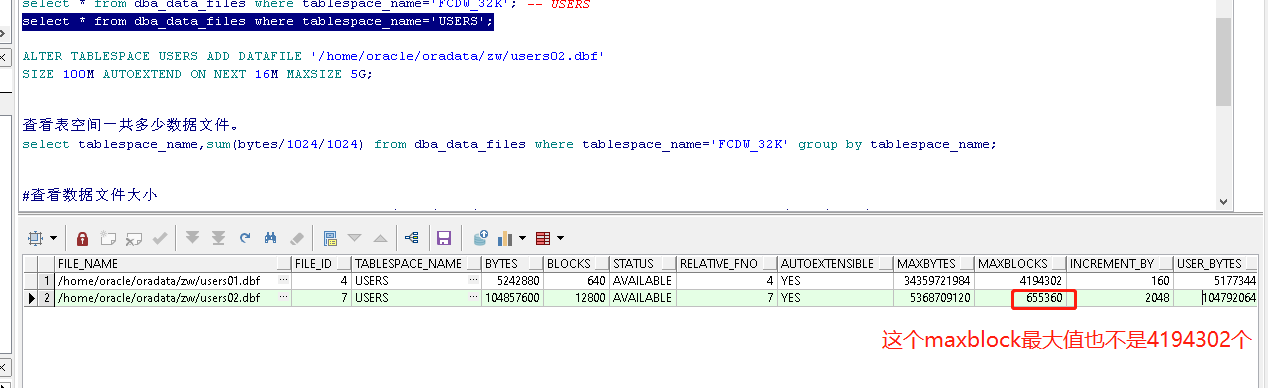 select * from dba_data_files where tablespace_name='FCDW_32K'; -- USERS
select * from dba_data_files where tablespace_name='USERS';
ALTER TABLESPACE USERS ADD DATAFILE '/home/oracle/oradata/zw/users02.dbf'
SIZE 100M AUTOEXTEND ON NEXT 16M MAXSIZE 5G;
查看表空间一共多少数据文件。
select tablespace_name,sum(bytes/1024/1024) from dba_data_files where tablespace_name='FCDW_32K' group by tablespace_name;
#查看数据文件大小
FILE_NAME FILE_ID TABLESPACE_NAME BYTES BLOCKS STATUS RELATIVE_FNO AUTOEXTENSIBLE MAXBYTES MAXBLOCKS INCREMENT_BY USER_BYTES
1 /home/oracle/oradata/zw/users01.dbf ... 4 USERS ... 5242880 640 AVAILABLE 4 YES 34359721984 4194302 160 5177344
2 /home/oracle/oradata/zw/users02.dbf ... 7 USERS ... 104857600 12800 AVAILABLE 7 YES 5368709120 655360 2048 104792064
这个maxblock最大值也不是4194302个